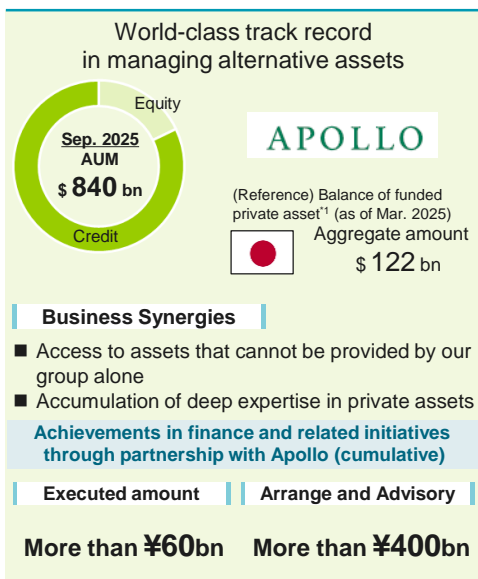 World-class track record
in managing alternative assets
Equity
Sep. 2025
AUM
$ 840 bn
Credit
APOLLO
(Reference) Balance of funded
private asset*1 (as of Mar. 2025)
Aggregate amount
$ 122 bn
Business Synergies
■ Access to assets that cannot be provided by our
group alone
■ Accumulation of deep expertise in private assets
Achievements in finance and related initiatives
through partnership with Apollo (cumulative)
Executed amount
Arrange and Advisory
More than ¥60bn
More than ¥400bn